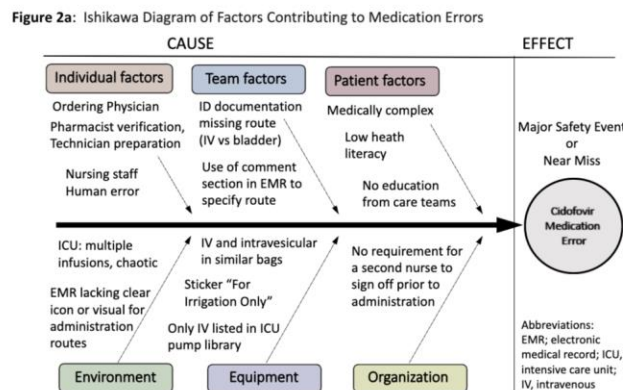 Figure 2a: Ishikawa Diagram of Factors Contributing to Medication Errors
CAUSE
EFFECT
Individual factors
Ordering Physician
Pharmacist verification,
Technician preparation
Nursing staff
Human error
Team factors
ID documentation
missing route
(IV vs bladder)
Use of comment
section in EMR to
specify route
Patient factors
Medically complex
Low heath
literacy
No education
from care teams
Major Safety Event
or
Near Miss
Cidofovir
Medication
Error
ICU: multiple
infusions, chaotic
EMR lacking clear
icon or visual for
administration
routes
Environment
IV and intravesicular
in similar bags
Sticker "For
Irrigation Only"
Only IV listed in ICU
pump library
Equipment
No requirement for
a second nurse to
sign off prior to
administration
Organization
Abbreviations:
EMR; electronic
medical record; ICU,
intensive care unit;
IV, intravenous